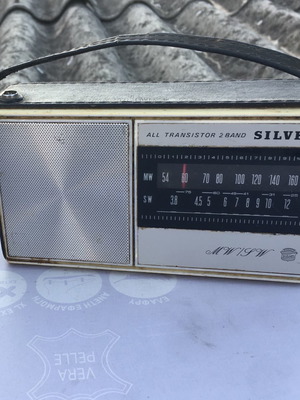 ALL TRANSISTOR 2-BAND SILVE
MW 54 60 70 80 100 120 140 160
SW 3.8 4.5 5 6 7 8 9 10 12
MW/SW
VERA
PELLE